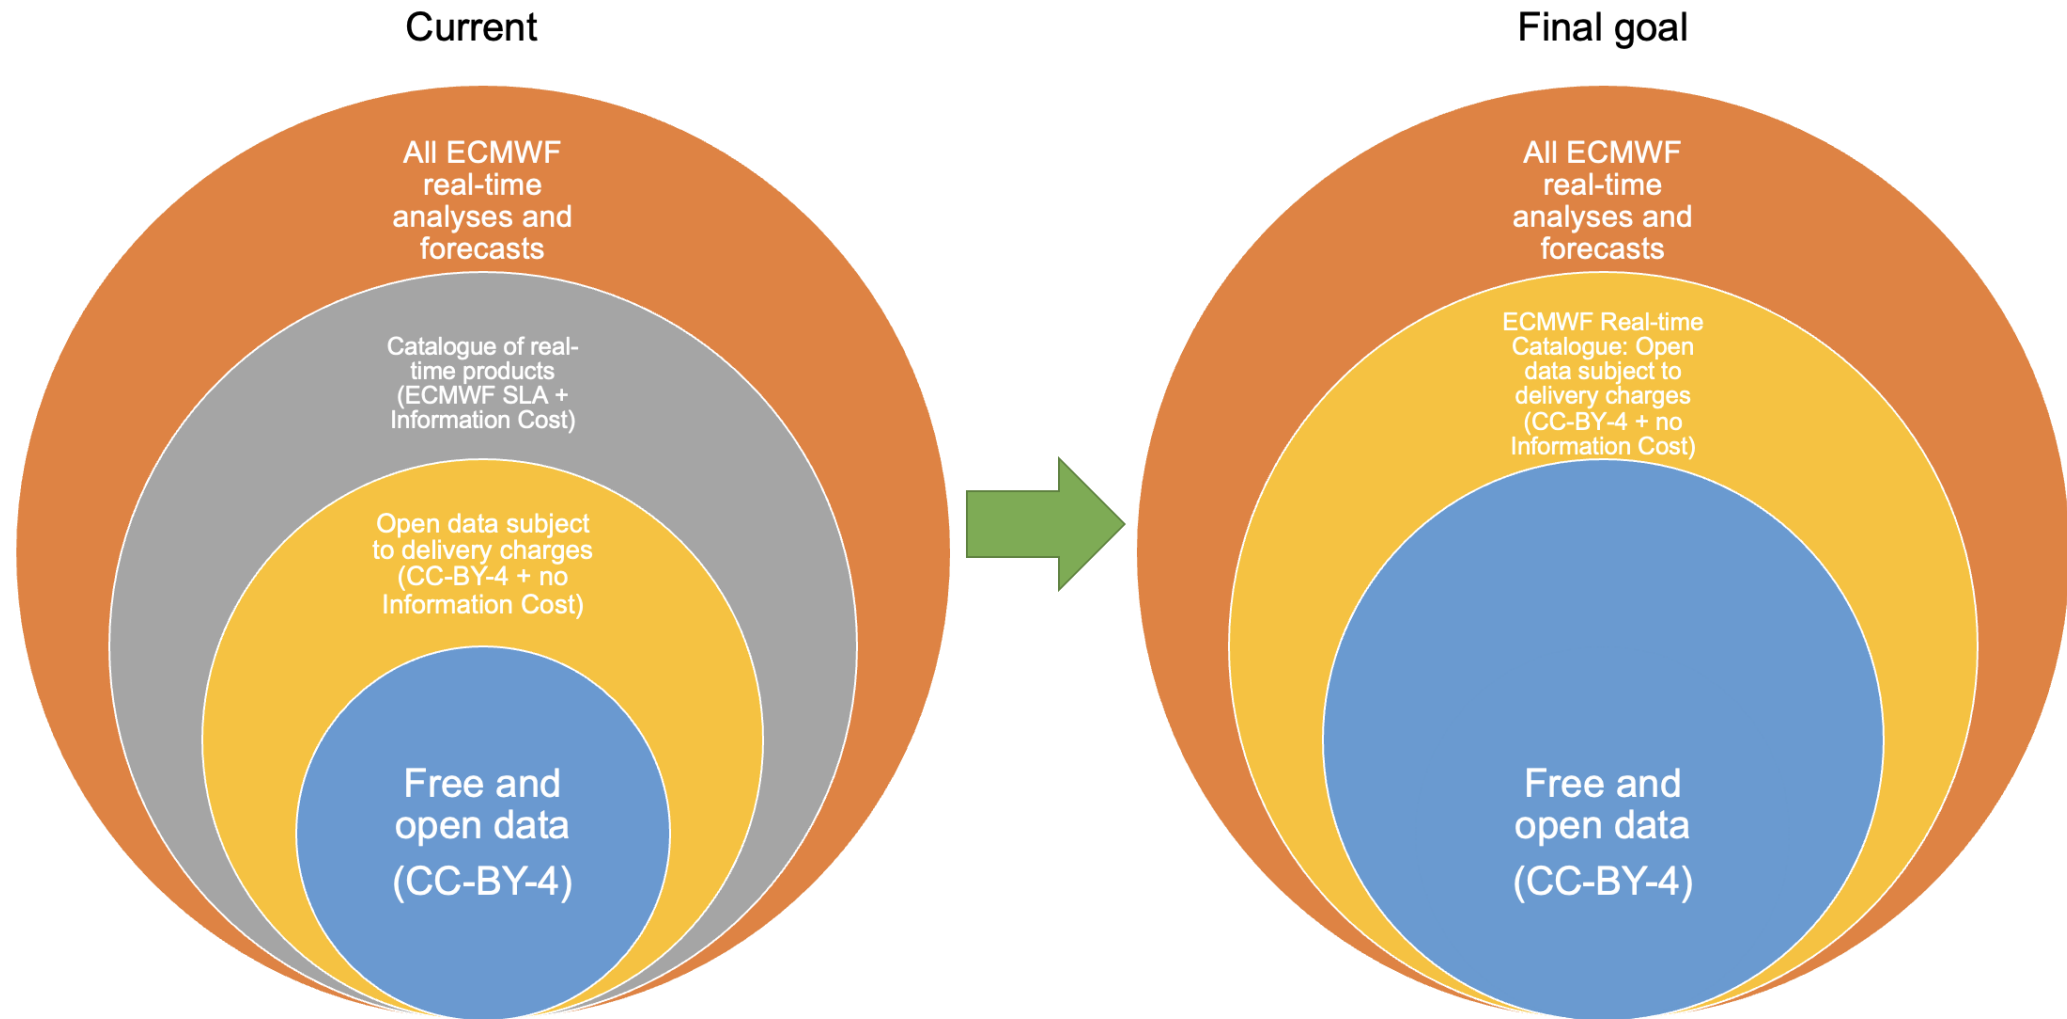 Current
All ECMWF
real-time
analyses and
forecasts
Catalogue of real-
time products
(ECMWF SLA +
Information Cost)
Open data subject
to delivery charges
(CC-BY-4 + no
Information Cost)
Free and
open data
(CC-BY-4)
Final goal
All ECMWF
real-time
analyses and
forecasts
ECMWF Real-time
Catalogue: Open
data subject to
delivery charges
(CC-BY-4 + no
Information Cost)
Free and
open data
(CC-BY-4)